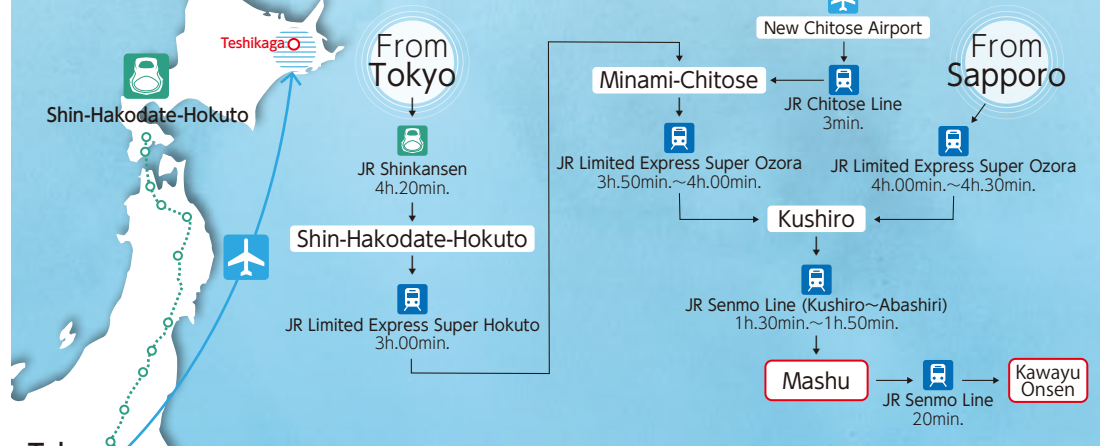 Teshikaga
Shin-Hakodate-Hokuto
From
Tokyo
JR Shinkansen
4h.20min.
Shin-Hakodate-Hokuto
JR Limited Express Super Hokuto
3h.00min.
New Chitose Airport
JR Chitose Line
3min.
Minami-Chitose
JR Limited Express Super Ozora
3h.50min.～4h.00min.
From
Sapporo
JR Limited Express Super Ozora
4h.00min.～4h.30min.
Kushiro
JR Senmo Line (Kushiro～Abashiri)
1h.30min.～1h.50min.
Mashu
JR Senmo Line
20min.
Kawayu
Onsen